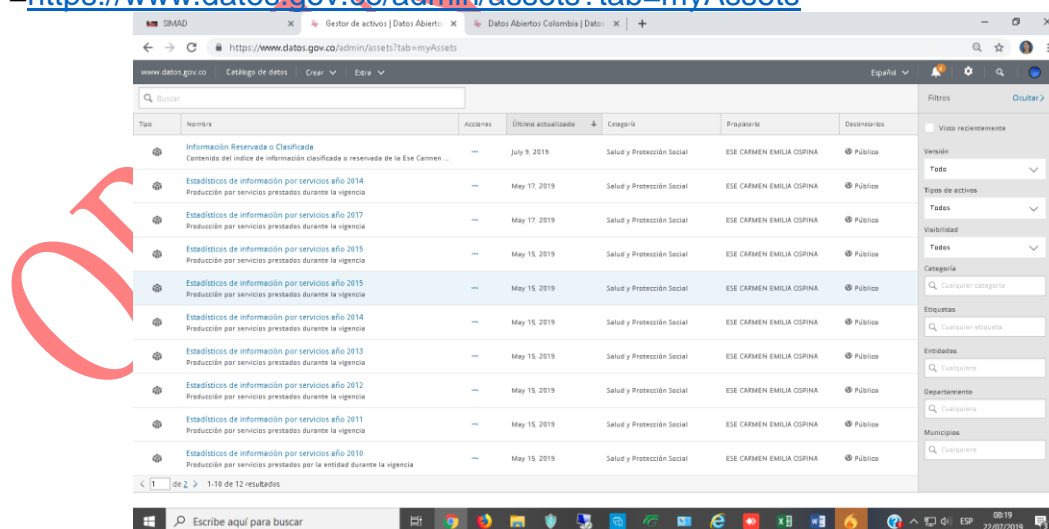 =https://www.datos.gov.co/admin/assets?tab=myAssets
SIMAD
Gestor de activos | Datos Abierto
Datos Abiertos Colombia | Datos
https://www.datos.gov.co/admin/assets?tab=myAssets
www.datos.gov.co Catálogo de datos Crear Extra Español
Buscar
Filtros Ocultar
Tipo Nombre Acciones Última actualizado Categoría Propietario Destinatarios
Información Reservada o Clasificada
Contenido del índice de información clasificada o reservada de la Ese Carmen ...
July 9, 2019 Salud y Protección Social ESE CARMEN EMILIA OSPINA Público
Estadísticos de información por servicios año 2014
Producción por servicios prestados durante la vigencia
May 17, 2019 Salud y Protección Social ESE CARMEN EMILIA OSPINA Público
Estadísticos de información por servicios año 2017
Producción por servicios prestados durante la vigencia
May 17, 2019 Salud y Protección Social ESE CARMEN EMILIA OSPINA Público
Estadísticos de información por servicios año 2015
Producción por servicios prestados durante la vigencia
May 15, 2019 Salud y Protección Social ESE CARMEN EMILIA OSPINA Público
Estadísticos de información por servicios año 2015
Producción por servicios prestados durante la vigencia
May 15, 2019 Salud y Protección Social ESE CARMEN EMILIA OSPINA Público
Estadísticos de información por servicios año 2014
Producción por servicios prestados durante la vigencia
May 15, 2019 Salud y Protección Social ESE CARMEN EMILIA OSPINA Público
Estadísticos de información por servicios año 2013
Producción por servicios prestados durante la vigencia
May 15, 2019 Salud y Protección Social ESE CARMEN EMILIA OSPINA Público
Estadísticos de información por servicios año 2012
Producción por servicios prestados durante la vigencia
May 15, 2019 Salud y Protección Social ESE CARMEN EMILIA OSPINA Público
Estadísticos de información por servicios año 2011
Producción por servicios prestados durante la vigencia
May 15, 2019 Salud y Protección Social ESE CARMEN EMILIA OSPINA Público
Estadísticos de información por servicios año 2010
Producción por servicios prestados por la entidad durante la vigencia
May 15, 2019 Salud y Protección Social ESE CARMEN EMILIA OSPINA Público
1 de 2 1-10 de 12 resultados
Visto recientemente
Versión
Todo
Tipos de activos
Todos
Visibilidad
Todos
Categoría
Cualquier categoría
Etiquetas
Cualquier etiqueta
Entidades
Cualquiera
Departamento
Cualquiera
Municipios
Cualquiera
Escribe aquí para buscar
ESP
08:19
22/07/2019